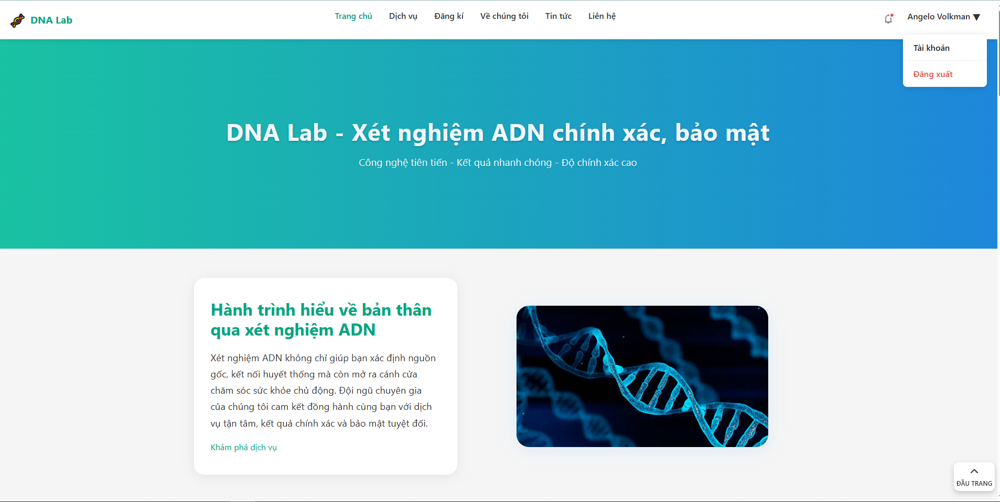 DNA Lab
Trang chủ
Dịch vụ
Đăng kí
Về chúng tôi
Tin tức
Liên hệ
Angelo Volkman ▼
Tài khoản
Đăng xuất
DNA Lab - Xét nghiệm ADN chính xác, bảo mật
Công nghệ tiên tiến - Kết quả nhanh chóng - Độ chính xác cao
Hành trình hiểu về bản thân
qua xét nghiệm ADN
Xét nghiệm ADN không chỉ giúp bạn xác định nguồn
gốc, kết nối huyết thống mà còn mở ra cánh cửa
chăm sóc sức khỏe chủ động. Đội ngũ chuyên gia
của chúng tôi cam kết đồng hành cùng bạn với dịch
vụ tận tâm, kết quả chính xác và bảo mật tuyệt đối.
Khám phá dịch vụ
ĐẦU TRANG